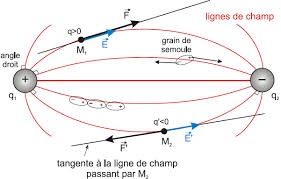 lignes de champ
q>0
F
E
M₁
grain de
semoule
angle
droit
+
− +
−
q₁
q₂
− +
− +
− +
q'<0
M₂
F'
E'
tangente à la ligne de champ
passant par M₂